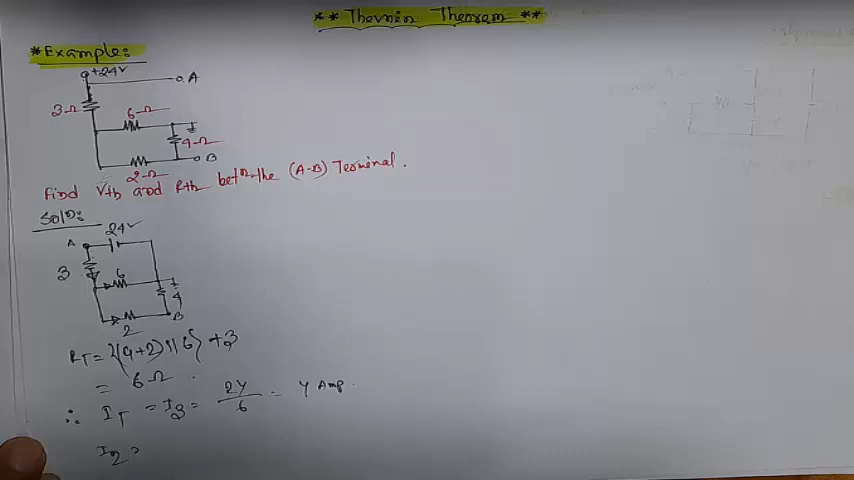 ** Thevnin Theorem **
*Example:
+24V
A
3Ω
6Ω
4Ω
B
2Ω
Find Vth and Rth betn the (A-B) Terminal.
Soln:
24V
A
3
6
4
B
2
RT = {(4+2)||6} + 3
= 6Ω.
∴ IT = I3 = 24/6 = 4 Amp.
I2 =